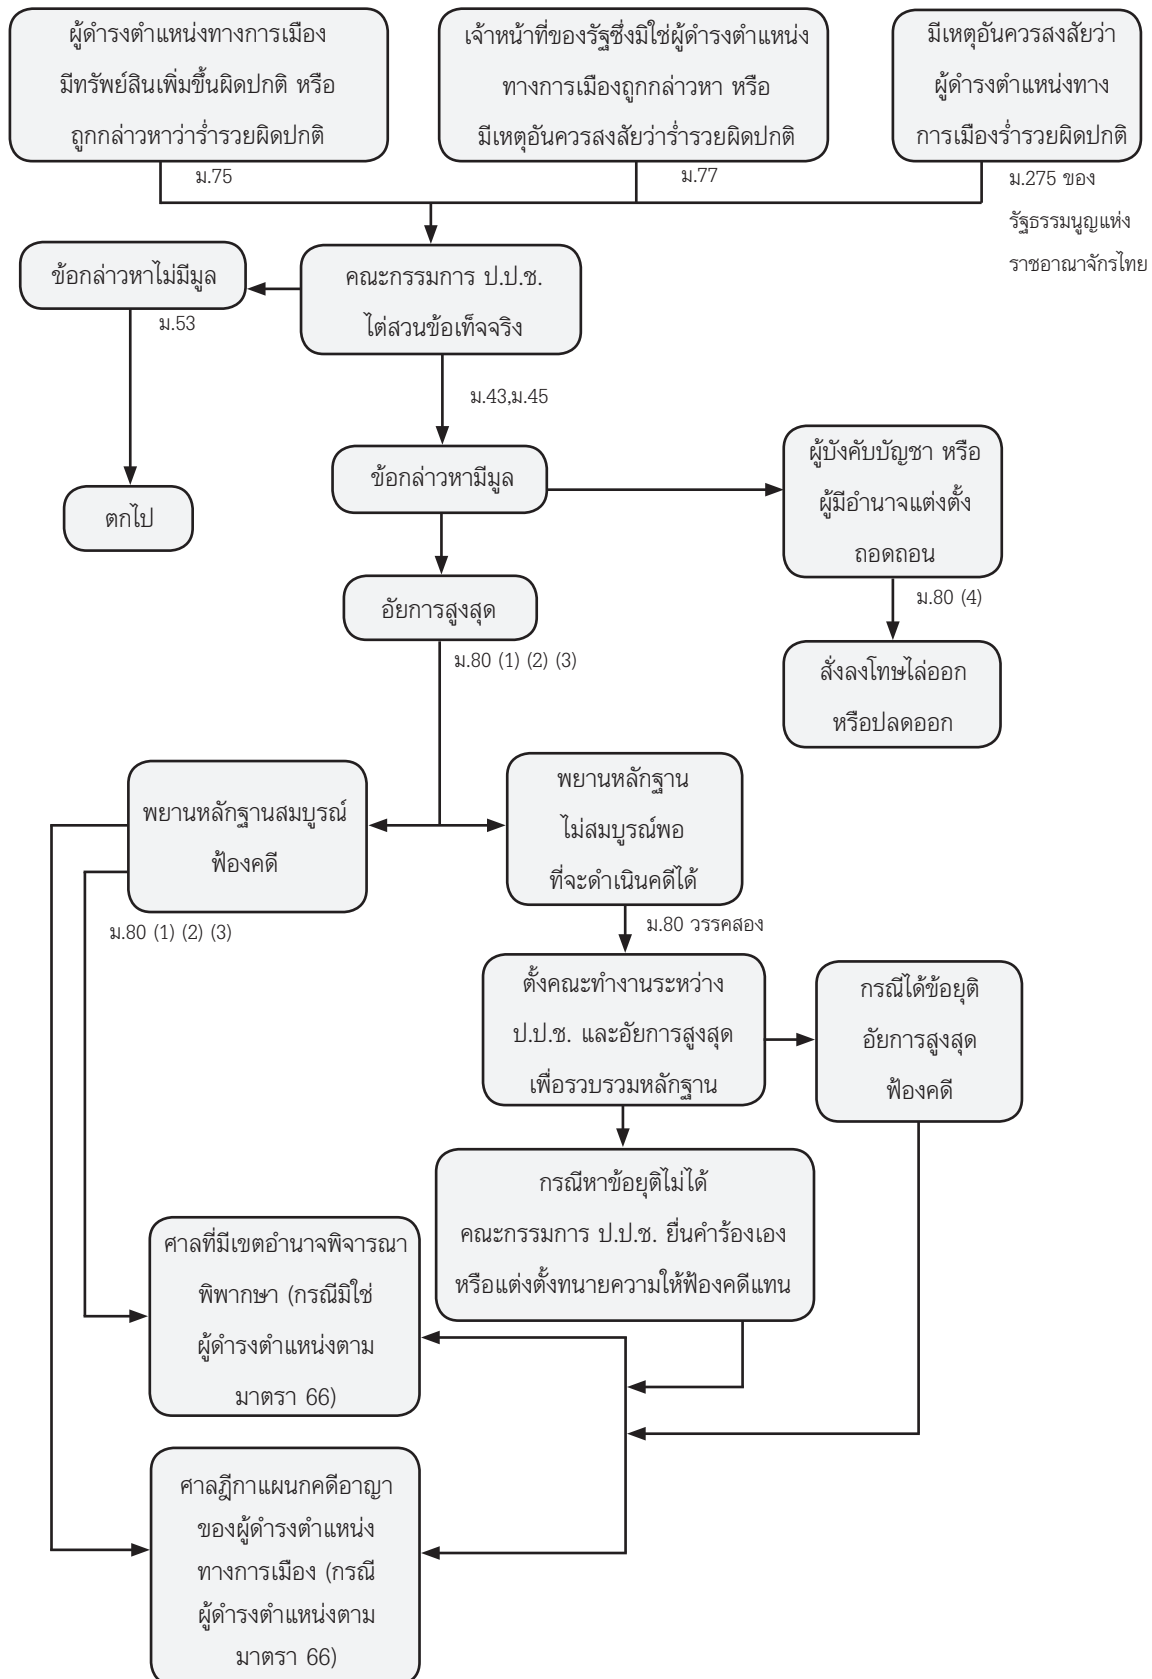 ผู้ดำรงตำแหน่งทางการเมือง
มีทรัพย์สินเพิ่มขึ้นผิดปกติ หรือ
ถูกกล่าวหาว่าร่ำรวยผิดปกติ
เจ้าหน้าที่ของรัฐซึ่งมิใช่ผู้ดำรงตำแหน่ง
ทางการเมืองถูกกล่าวหา หรือ
มีเหตุอันควรสงสัยว่าร่ำรวยผิดปกติ
มีเหตุอันควรสงสัยว่า
ผู้ดำรงตำแหน่งทาง
การเมืองร่ำรวยผิดปกติ
ม.75
ม.77
ม.275 ของ
รัฐธรรมนูญแห่ง
ราชอาณาจักรไทย
ข้อกล่าวหาไม่มีมูล
คณะกรรมการ ป.ป.ช.
ไต่สวนข้อเท็จจริง
ม.53
ม.43,ม.45
ตกไป
ข้อกล่าวหามีมูล
ผู้บังคับบัญชา หรือ
ผู้มีอำนาจแต่งตั้ง
ถอดถอน
อัยการสูงสุด
ม.80 (4)
ม.80 (1) (2) (3)
สั่งลงโทษไล่ออก
หรือปลดออก
พยานหลักฐานสมบูรณ์
ฟ้องคดี
พยานหลักฐาน
ไม่สมบูรณ์พอ
ที่จะดำเนินคดีได้
ม.80 (1) (2) (3)
ม.80 วรรคสอง
ตั้งคณะทำงานระหว่าง
ป.ป.ช. และอัยการสูงสุด
เพื่อรวบรวมหลักฐาน
กรณีได้ข้อยุติ
อัยการสูงสุด
ฟ้องคดี
กรณีหาข้อยุติไม่ได้
คณะกรรมการ ป.ป.ช. ยื่นคำร้องเอง
หรือแต่งตั้งทนายความให้ฟ้องคดีแทน
ศาลที่มีเขตอำนาจพิจารณา
พิพากษา (กรณีมิใช่
ผู้ดำรงตำแหน่งตาม
มาตรา 66)
ศาลฎีกาแผนกคดีอาญา
ของผู้ดำรงตำแหน่ง
ทางการเมือง (กรณี
ผู้ดำรงตำแหน่งตาม
มาตรา 66)